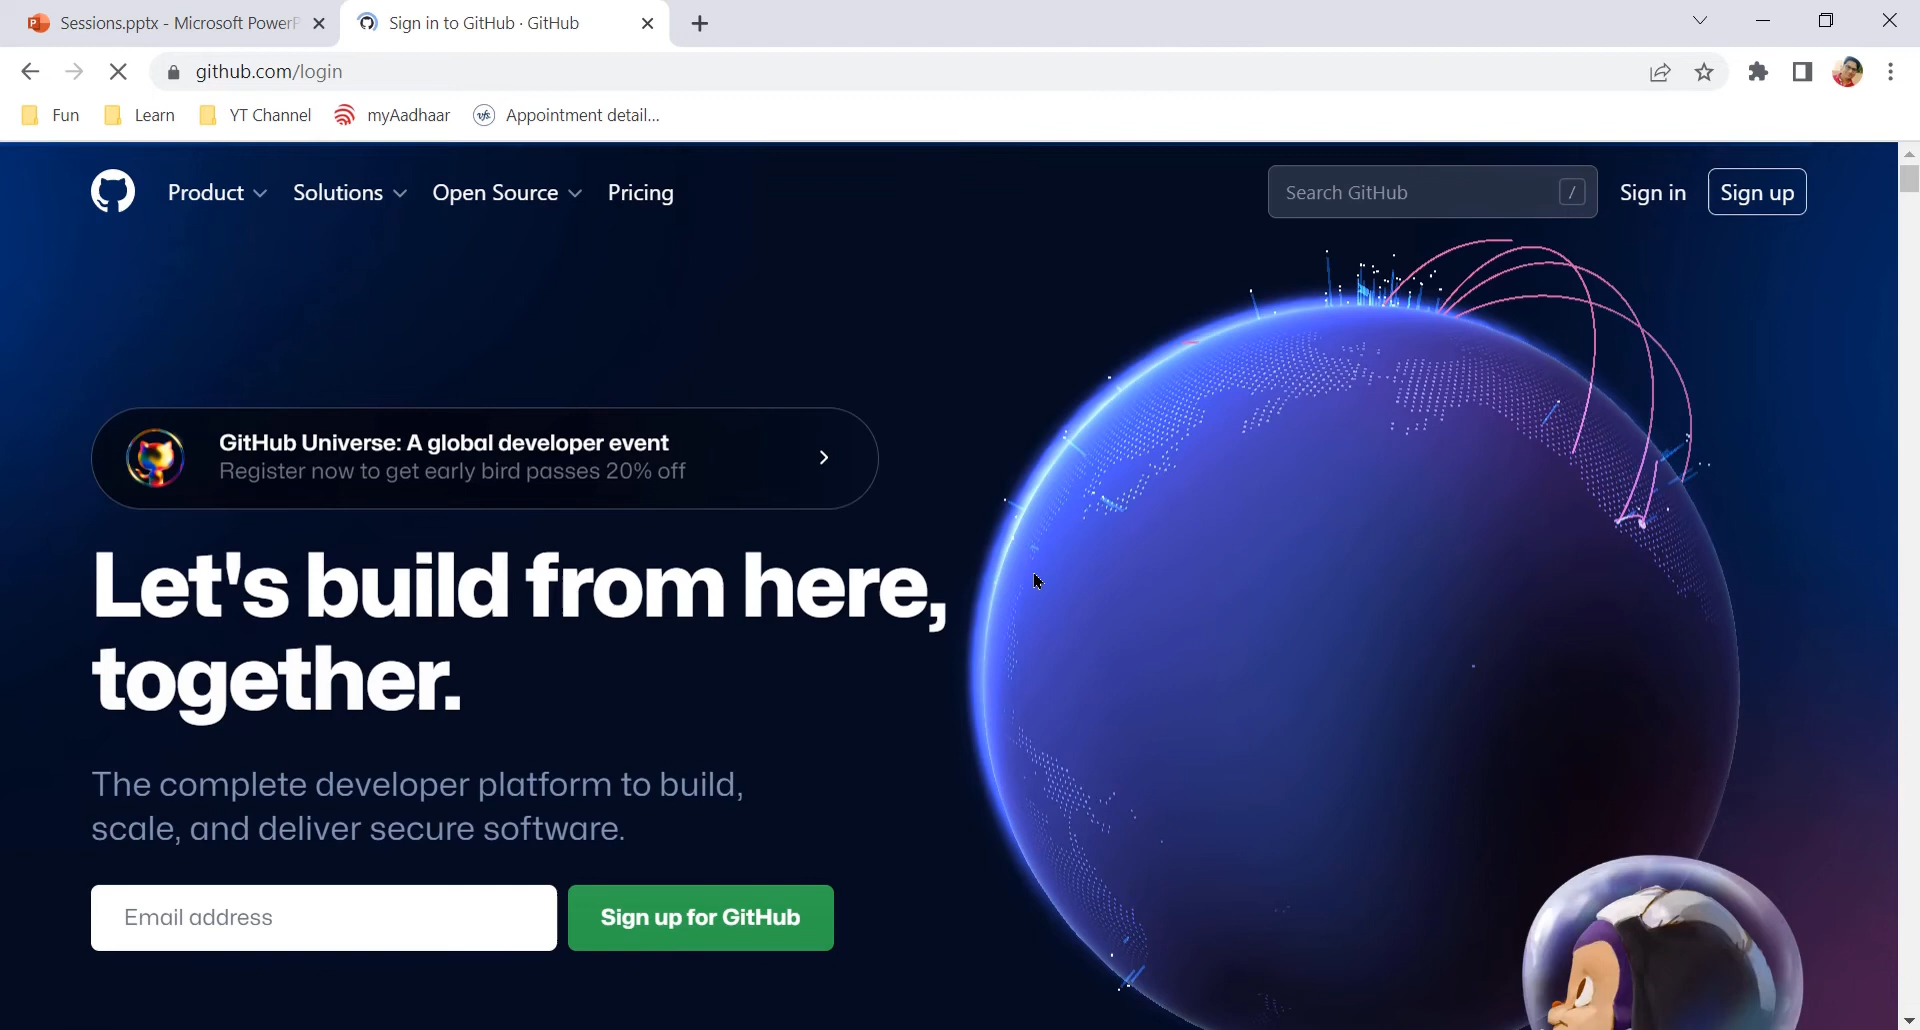 Sessions.pptx - Microsoft PowerP
Sign in to GitHub · GitHub
github.com/login
Fun
Learn
YT Channel
myAadhaar
vfs
Appointment detail...
Product
Solutions
Open Source
Pricing
Search GitHub
/
Sign in
Sign up
GitHub Universe: A global developer event
Register now to get early bird passes 20% off
Let's build from here,
together.
The complete developer platform to build,
scale, and deliver secure software.
Email address
Sign up for GitHub